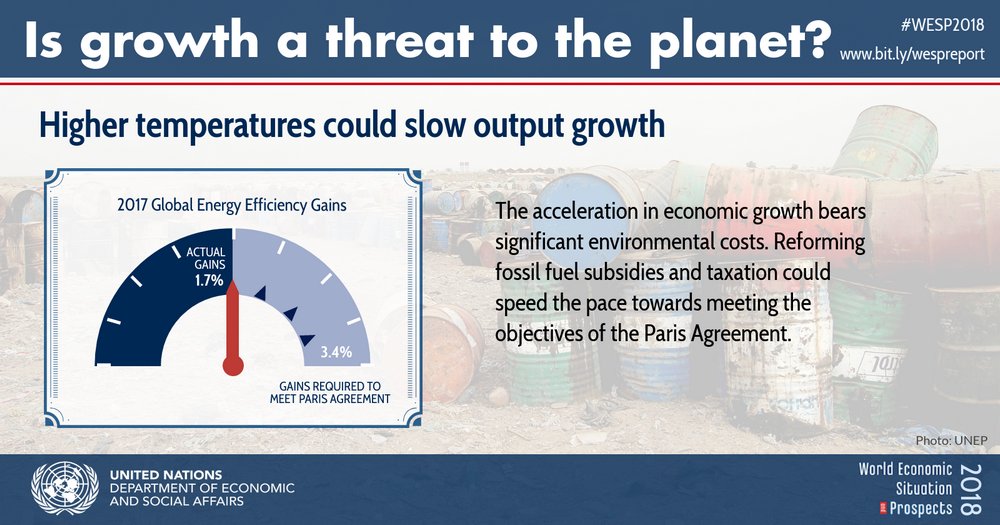 Is growth a threat to the planet?
#WESP2018
www.bit.ly/wespreport
Higher temperatures could slow output growth
2017 Global Energy Efficiency Gains
ACTUAL
GAINS
1.7%
3.4%
GAINS REQUIRED TO
MEET PARIS AGREEMENT
The acceleration in economic growth bears
significant environmental costs. Reforming
fossil fuel subsidies and taxation could
speed the pace towards meeting the
objectives of the Paris Agreement.
Photo: UNEP
UNITED NATIONS
DEPARTMENT OF ECONOMIC
AND SOCIAL AFFAIRS
World Economic
Situation
and Prospects
2018